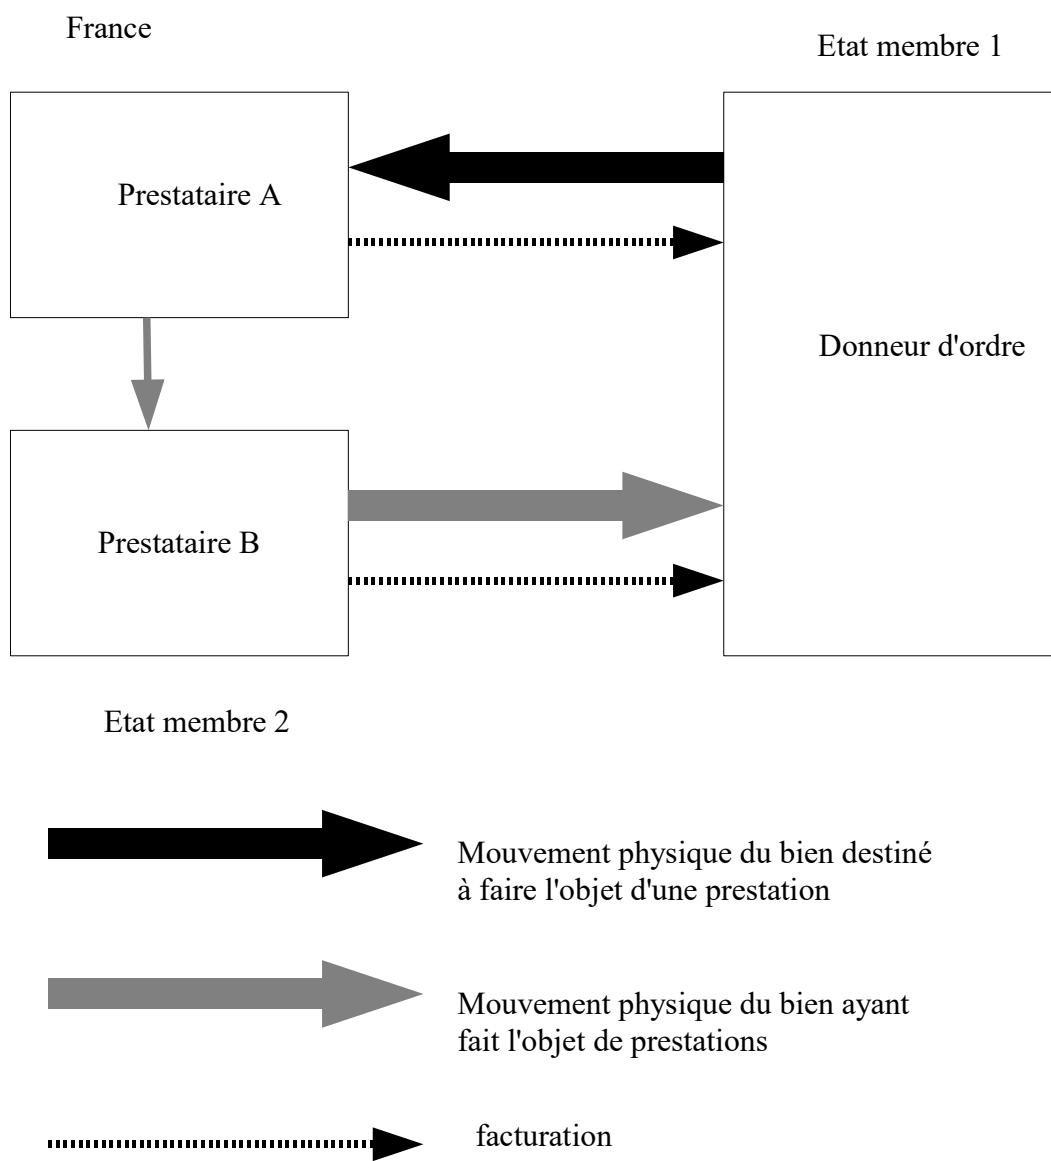 France
Etat membre 1
Prestataire A
Donneur d'ordre
Prestataire B
Etat membre 2
Mouvement physique du bien destiné
à faire l'objet d'une prestation
Mouvement physique du bien ayant
fait l'objet de prestations
facturation